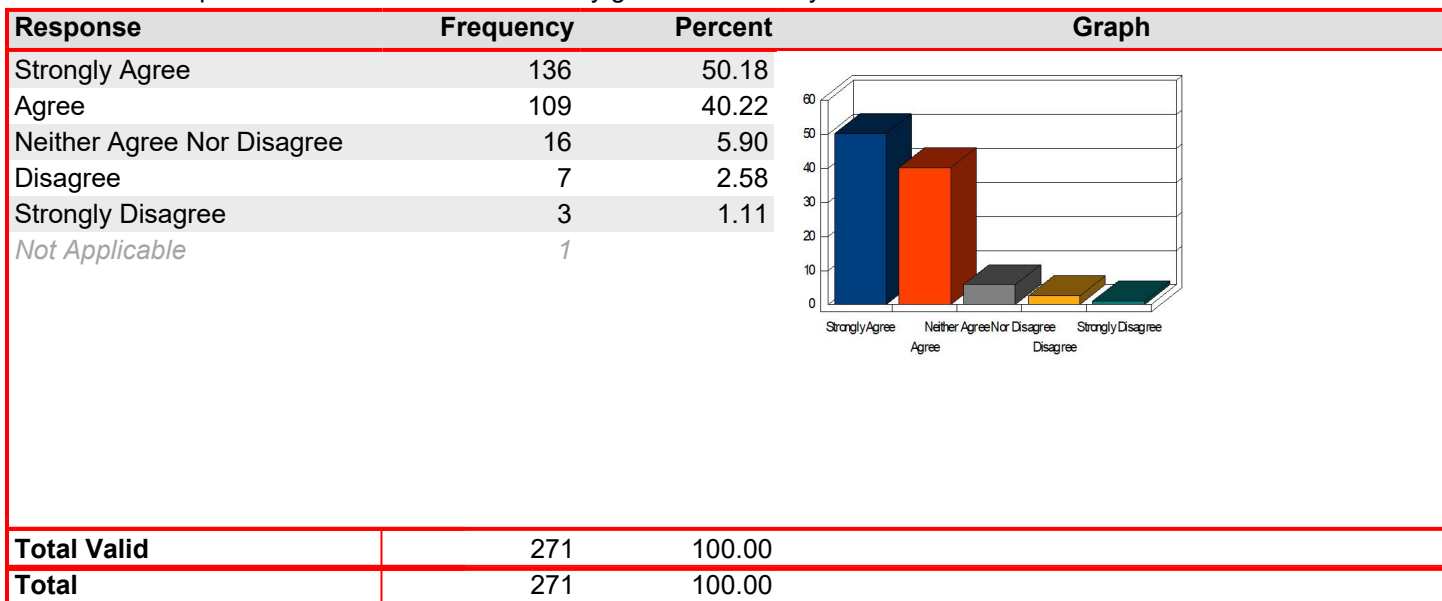 Response Frequency Percent Graph
Strongly Agree 136 50.18
Agree 109 40.22
Neither Agree Nor Disagree 16 5.90
Disagree 7 2.58
Strongly Disagree 3 1.11
Not Applicable 1
60
50
40
30
20
10
0
Strongly Agree Neither Agree Nor Disagree Strongly Disagree
Agree Disagree
Total Valid 271 100.00
Total 271 100.00